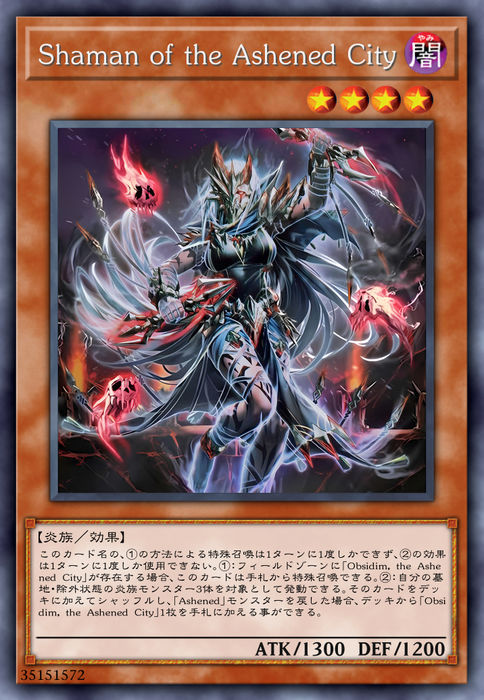 Shaman of the Ashened City
やみ
闇
【炎族／効果】
このカード名の、①の方法による特殊召喚は1ターンに1度しかできず、②の効果
は1ターンに1度しか使用できない。①：フィールドゾーンに「Obsidim, the Ashe
ned City」が存在する場合、このカードは手札から特殊召喚できる。②：自分の墓
地・除外状態の炎族モンスター3体を対象として発動できる。そのカードをデッ
キに加えてシャッフルし、「Ashened」モンスターを戻した場合、デッキから「Obsi
dim, the Ashened City」1枚を手札に加える事ができる。
ATK/1300 DEF/1200
35151572